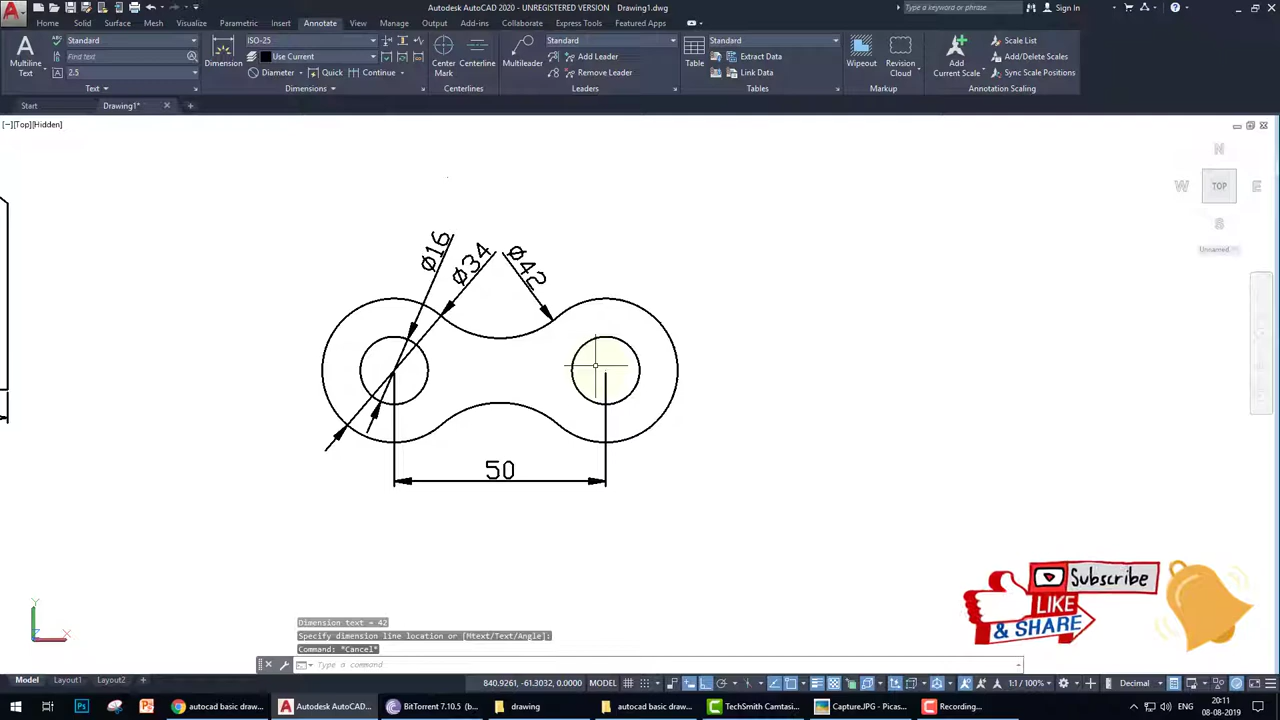 Autodesk AutoCAD 2020 - UNREGISTERED VERSION Drawing1.dwg
Type a keyword or phrase
Sign In
Home Solid Surface Mesh Visualize Parametric Insert Annotate View Manage Output Add-ins Collaborate Express Tools Featured Apps
Standard
Find text
2.5
Multiline
Text
Text
ISO-25
Use Current
Dimension
Diameter
Quick
Continue
Dimensions
Center
Mark
Centerline
Centerlines
Multileader
Standard
Add Leader
Remove Leader
Leaders
Table
Standard
Extract Data
Link Data
Tables
Wipeout
Revision
Cloud
Markup
Add
Current Scale
Scale List
Add/Delete Scales
Sync Scale Positions
Annotation Scaling
Start
Drawing1*
[−][Top][Hidden]
N
W TOP E
S
Unnamed
Ø16
Ø34
Ø42
50
Subscribe
LIKE
& SHARE
Y
X
Dimension text = 42
Specify dimension line location or [Mtext/Text/Angle]:
Command: *Cancel*
Type a command
Model Layout1 Layout2
840.9261, -61.3032, 0.0000 MODEL
1:1 / 100%
Decimal
autocad basic draw...
Autodesk AutoCAD...
BitTorrent 7.10.5 (b...
drawing
autocad basic draw...
TechSmith Camtasi...
Capture.JPG - Picas...
Recording...
20:11
08-08-2019